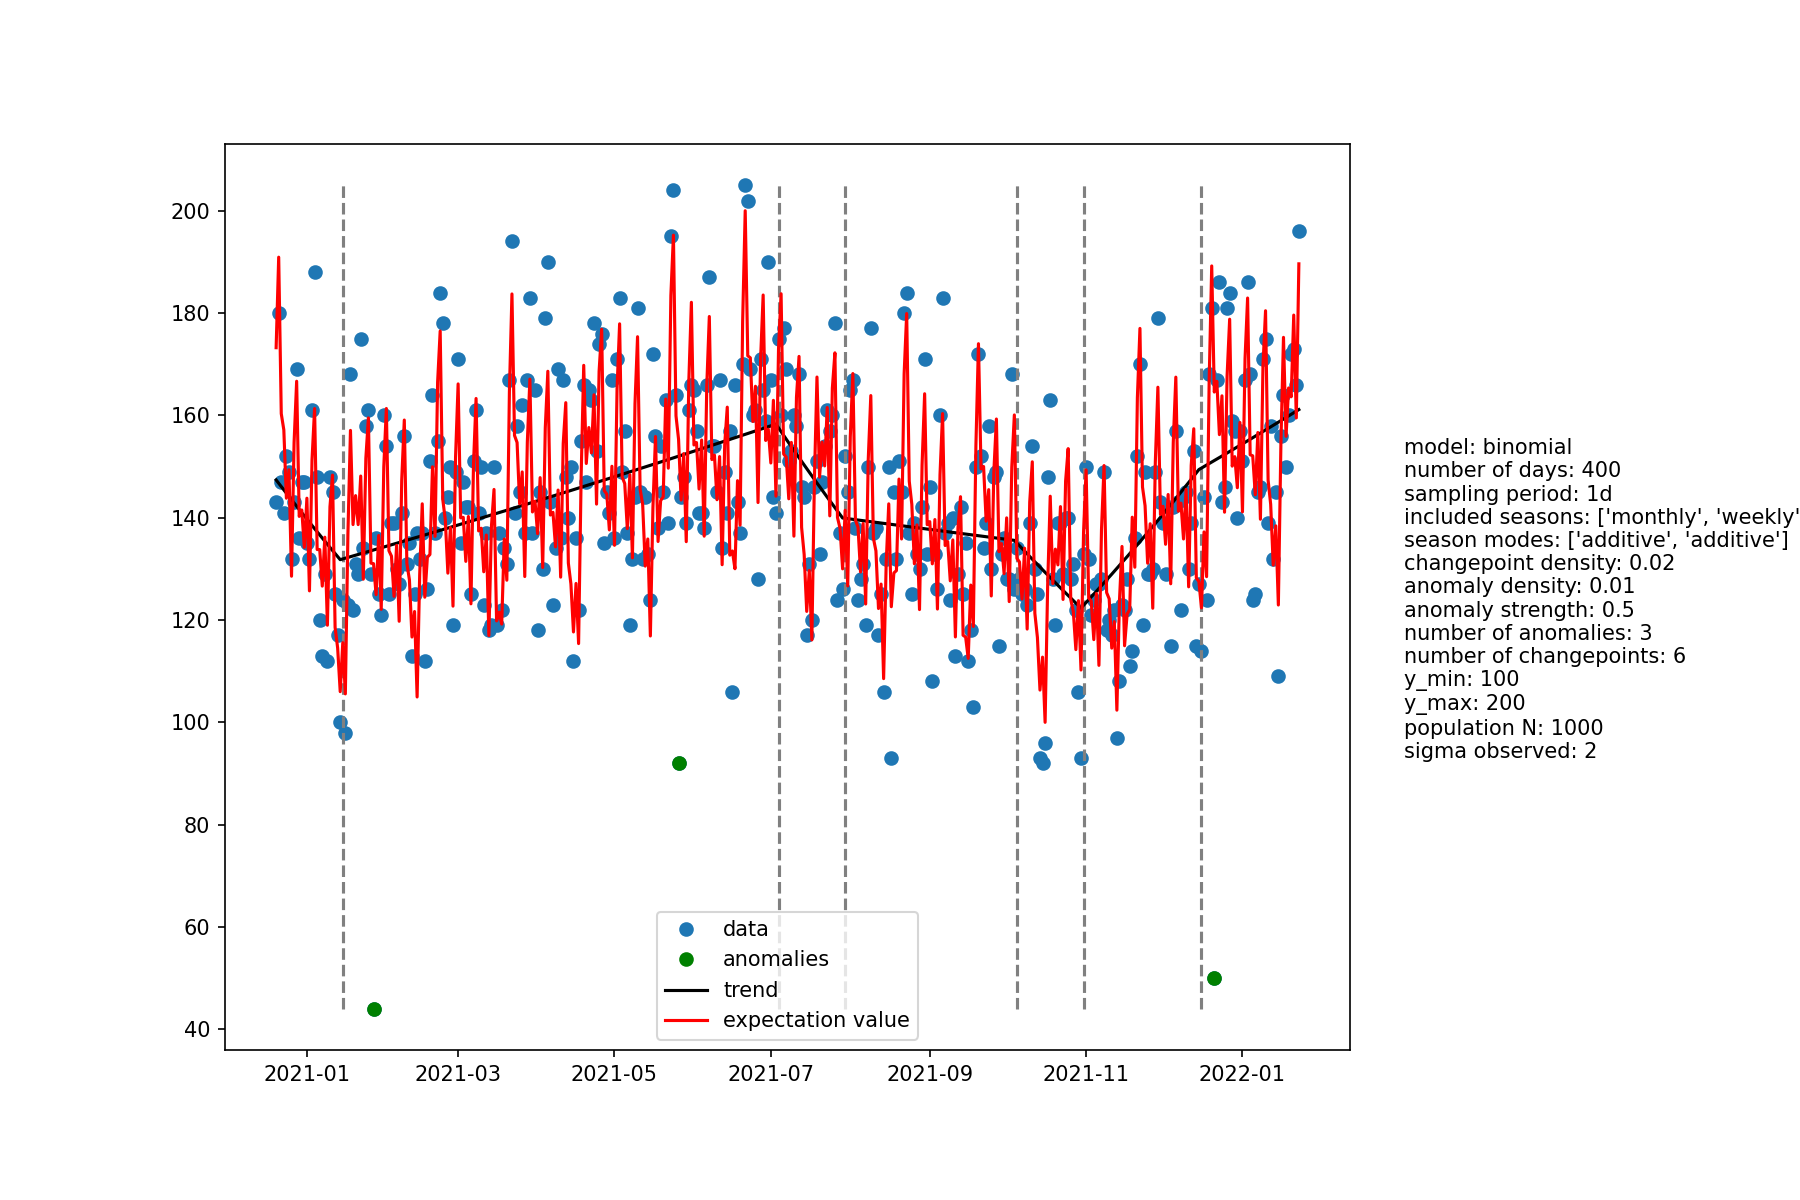 200
180
160
140
120
100
80
60
40
2021-01
2021-03
2021-05
2021-07
2021-09
2021-11
2022-01
data
anomalies
trend
expectation value
model: binomial
number of days: 400
sampling period: 1d
included seasons: ['monthly', 'weekly'
season modes: ['additive', 'additive']
changepoint density: 0.02
anomaly density: 0.01
anomaly strength: 0.5
number of anomalies: 3
number of changepoints: 6
y_min: 100
y_max: 200
population N: 1000
sigma observed: 2